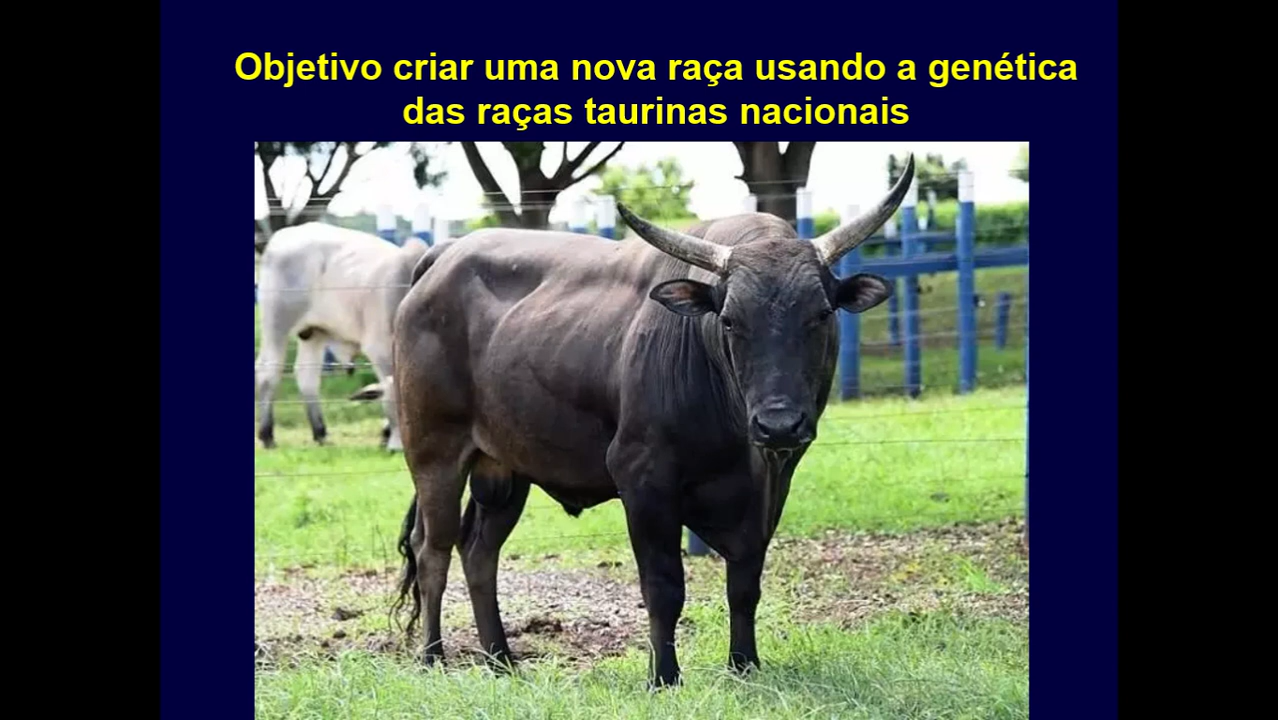 Objetivo criar uma nova raça usando a genética
das raças taurinas nacionais